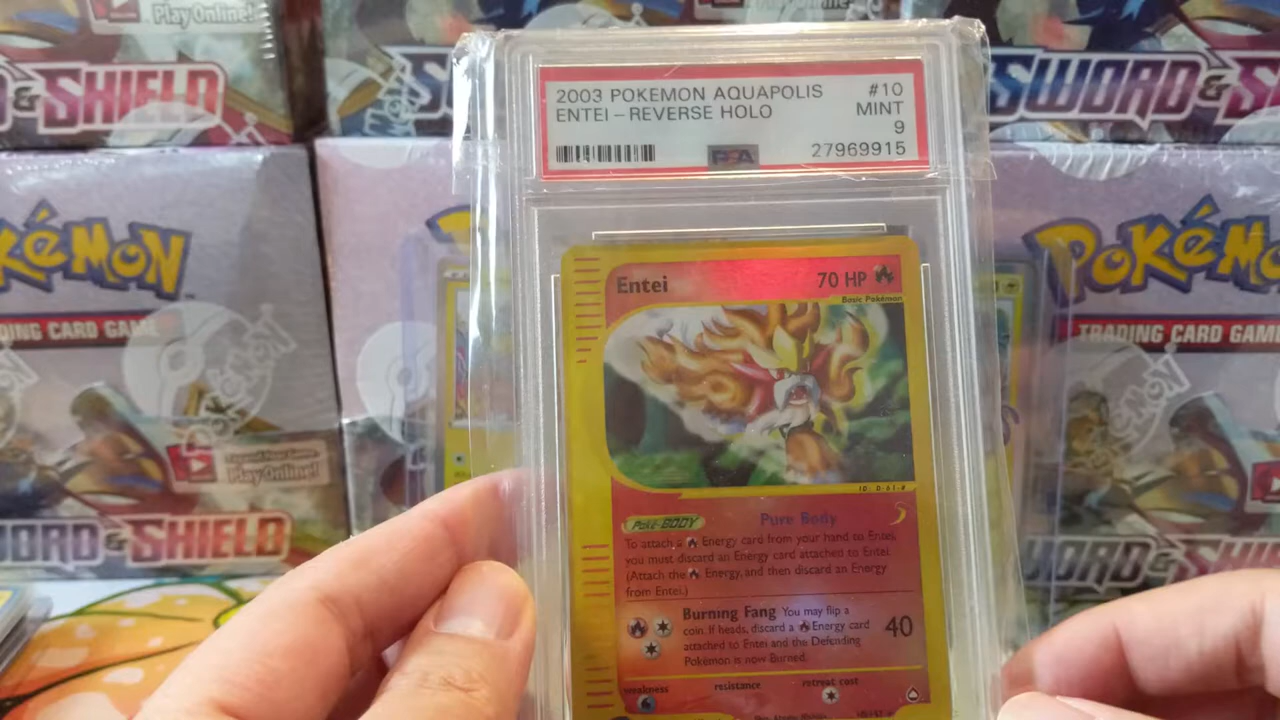 Play Online!
& SHIELD
SWORD & S
2003 POKEMON AQUAPOLIS #10
ENTEI – REVERSE HOLO MINT
9
PSA 27969915
Pokémon
TRADING CARD GAME
Play Online!
SWORD & SHIELD
Entei 70 HP
Basic Pokémon
Poké-BODY Pure Body
To attach a Energy card from your hand to Entei,
you must discard an Energy card attached to Entei.
(Attach the Energy, and then discard an Energy
from Entei.)
Burning Fang You may flip a
coin. If heads, discard a Energy card
attached to Entei and the Defending
Pokémon is now Burned.
40
weakness resistance retreat cost
Pokémon
TRADING CARD GAME
WORD & SHIE